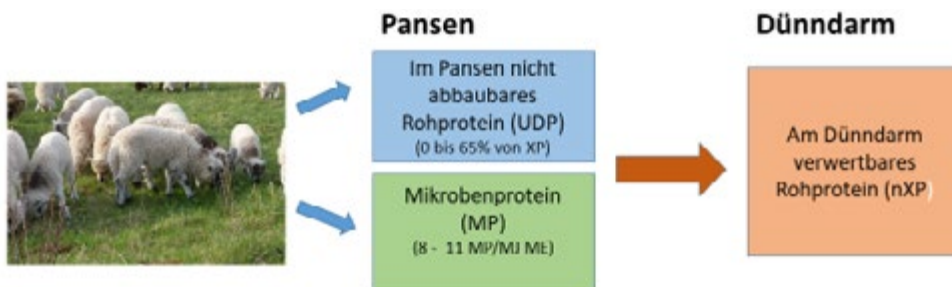 Pansen
Im Pansen nicht
abbaubares
Rohprotein (UDP)
(0 bis 65% von XP)
Mikrobenprotein
(MP)
(8 - 11 MP/MJ ME)
Dünndarm
Am Dünndarm
verwertbares
Rohprotein (nXP)